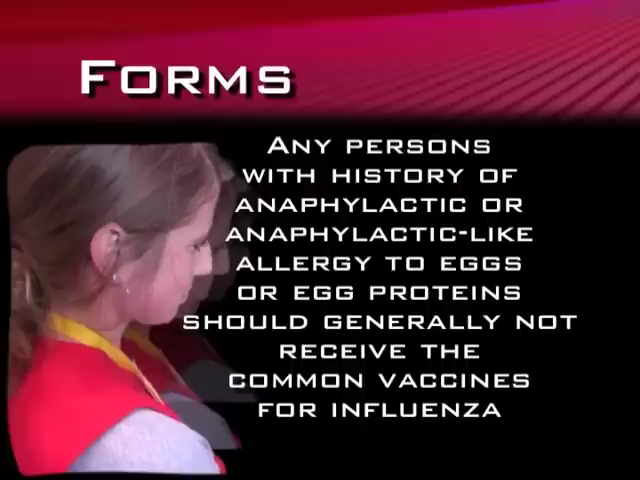 FORMS
ANY PERSONS
WITH HISTORY OF
ANAPHYLACTIC OR
ANAPHYLACTIC-LIKE
ALLERGY TO EGGS
OR EGG PROTEINS
SHOULD GENERALLY NOT
RECEIVE THE
COMMON VACCINES
FOR INFLUENZA